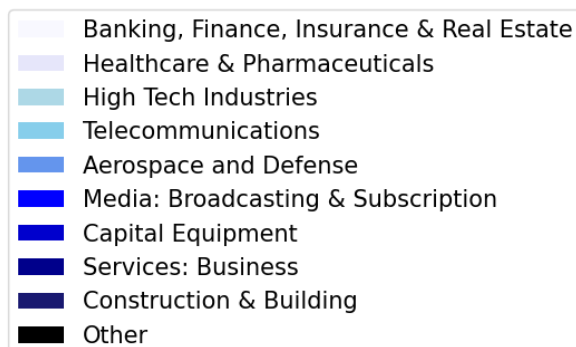 Banking, Finance, Insurance & Real Estate
Healthcare & Pharmaceuticals
High Tech Industries
Telecommunications
Aerospace and Defense
Media: Broadcasting & Subscription
Capital Equipment
Services: Business
Construction & Building
Other